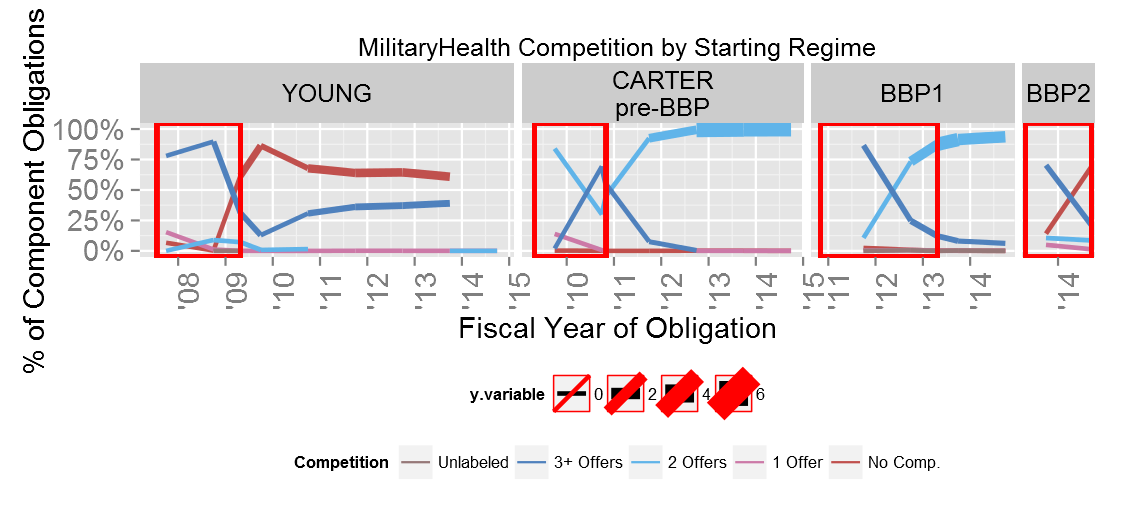 MilitaryHealth Competition by Starting Regime
YOUNG
CARTER
pre-BBP
BBP1
BBP2
% of Component Obligations
100%
75%
50%
25%
0%
'08
'09
'10
'11
'12
'13
'14
'15
'10
'11
'12
'13
'14
'15
'11
'12
'13
'14
'14
Fiscal Year of Obligation
y.variable 0 2 4 6
Competition Unlabeled 3+ Offers 2 Offers 1 Offer No Comp.